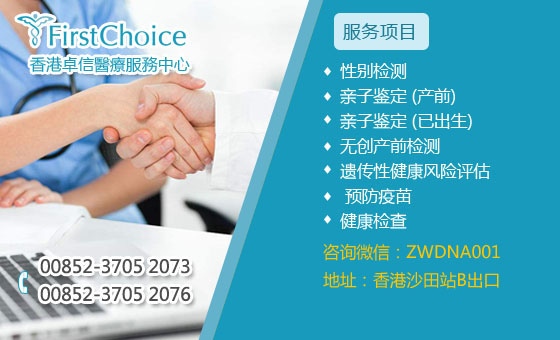 FirstChoice
香港卓信醫療服務中心
00852-3705 2073
00852-3705 2076
服务项目
性别检测
亲子鉴定 (产前)
亲子鉴定 (已出生)
无创产前检测
遗传性健康风险评估
预防疫苗
健康检查
咨询微信：ZWDNA001
地址：香港沙田站B出口